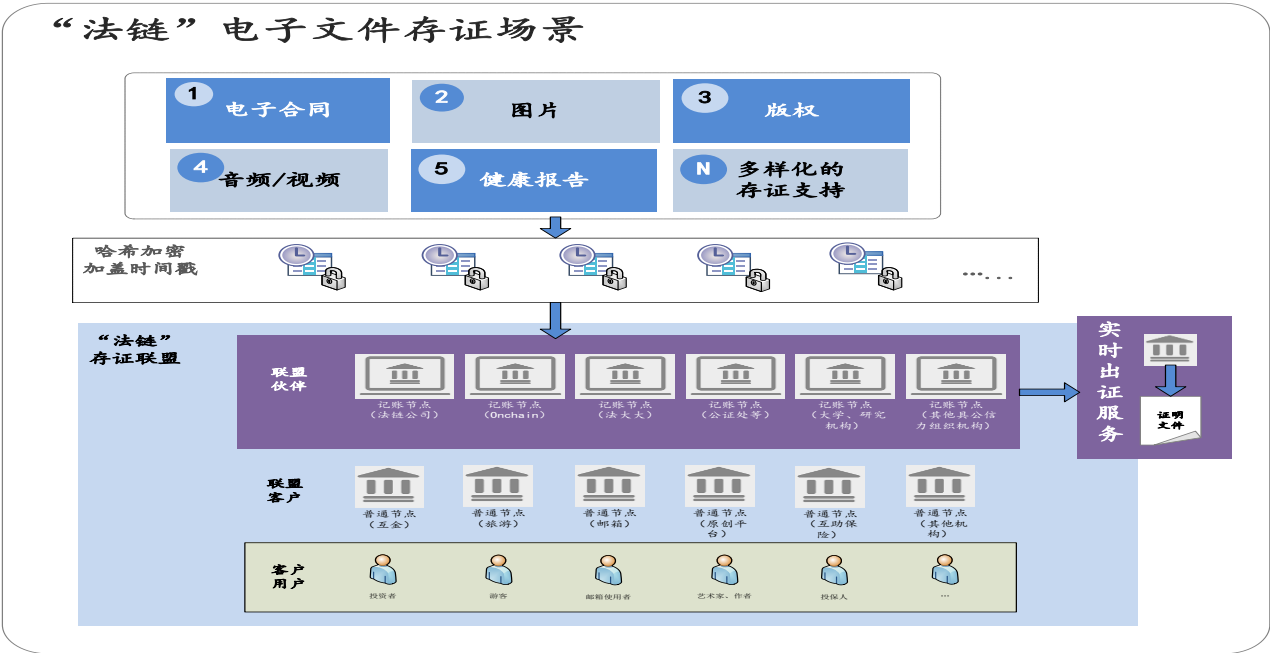 “法链”电子文件存证场景
1
电子合同
2
图片
3
版权
4
音频/视频
5
健康报告
N
多样化的
存证支持
哈希加密
加盖时间戳
…...
“法链”
存证联盟
联盟
伙伴
记账节点
（法链公司）
记账节点
（Onchain）
记账节点
（法大大）
记账节点
（公证处等）
记账节点
（大学、研究
机构）
记账节点
（其他具公信
力组织机构）
实
时
出
证
服
务
证明
文件
联盟
客户
普通节点
（互金）
普通节点
（旅游）
普通节点
（邮箱）
普通节点
（原创平
台）
普通节点
（互助保
险）
普通节点
（其他机
构）
客户
用户
投资者
游客
邮箱使用者
艺术家、作者
投保人
…